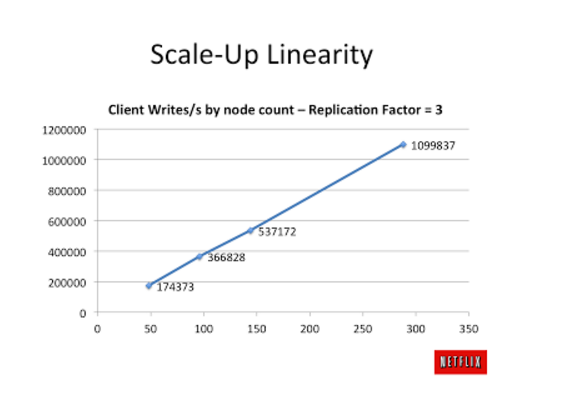 Scale-Up Linearity
Client Writes/s by node count – Replication Factor = 3
1200000
1000000
800000
600000
400000
200000
0
1099837
537172
366828
174373
0 50 100 150 200 250 300 350
NETFLIX